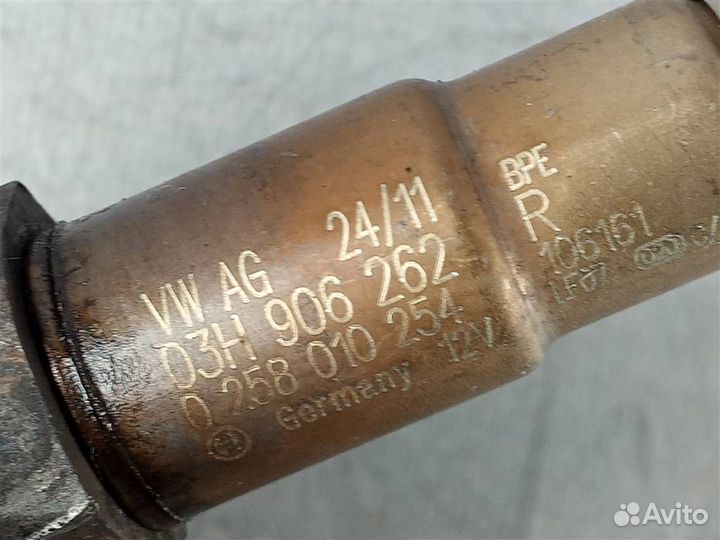 VW AG 24/11
03H 906 262
0 258 010 254
Germany 12V
BPE
R
106161
LF07
Avito